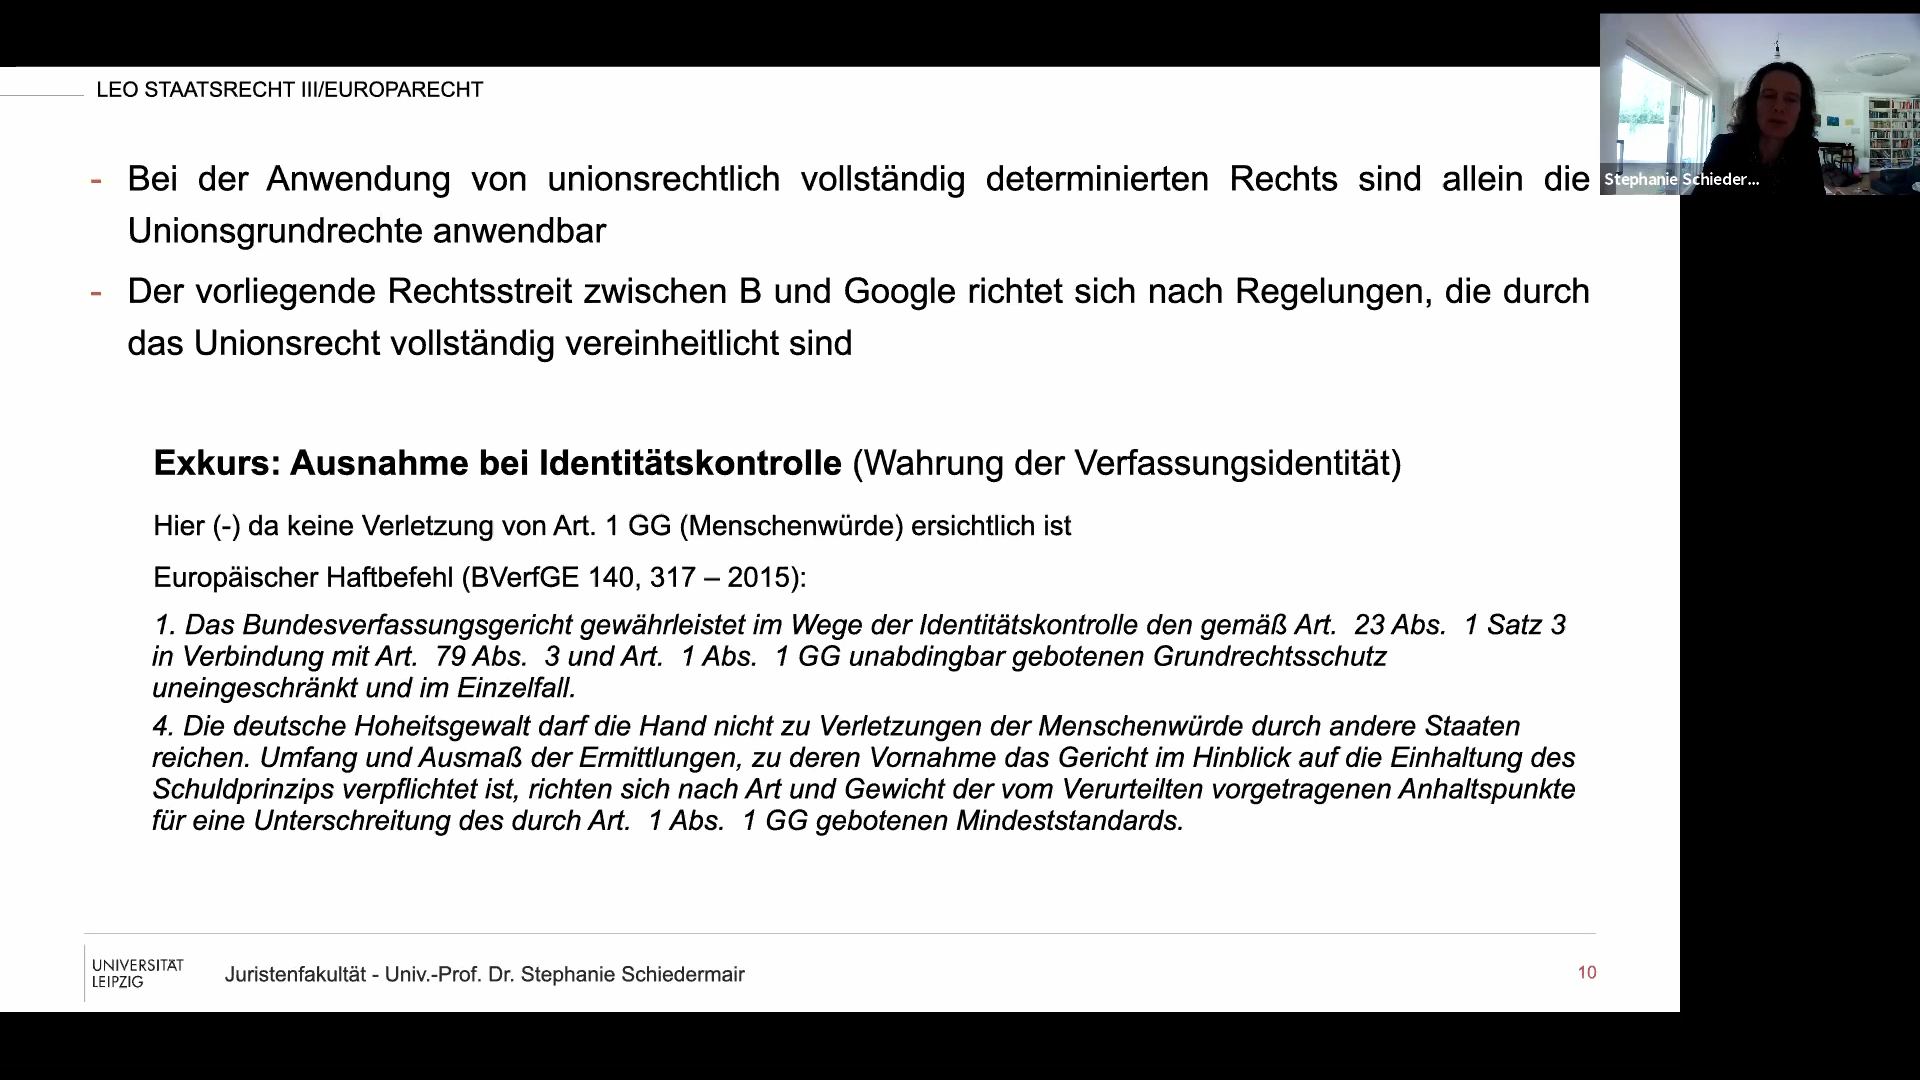 LEO STAATSRECHT III/EUROPARECHT
Stephanie Schieder...
- Bei der Anwendung von unionsrechtlich vollständig determinierten Rechts sind allein die
Unionsgrundrechte anwendbar
- Der vorliegende Rechtsstreit zwischen B und Google richtet sich nach Regelungen, die durch
das Unionsrecht vollständig vereinheitlicht sind
Exkurs: Ausnahme bei Identitätskontrolle (Wahrung der Verfassungsidentität)
Hier (-) da keine Verletzung von Art. 1 GG (Menschenwürde) ersichtlich ist
Europäischer Haftbefehl (BVerfGE 140, 317 – 2015):
1. Das Bundesverfassungsgericht gewährleistet im Wege der Identitätskontrolle den gemäß Art. 23 Abs. 1 Satz 3
in Verbindung mit Art. 79 Abs. 3 und Art. 1 Abs. 1 GG unabdingbar gebotenen Grundrechtsschutz
uneingeschränkt und im Einzelfall.
4. Die deutsche Hoheitsgewalt darf die Hand nicht zu Verletzungen der Menschenwürde durch andere Staaten
reichen. Umfang und Ausmaß der Ermittlungen, zu deren Vornahme das Gericht im Hinblick auf die Einhaltung des
Schuldprinzips verpflichtet ist, richten sich nach Art und Gewicht der vom Verurteilten vorgetragenen Anhaltspunkte
für eine Unterschreitung des durch Art. 1 Abs. 1 GG gebotenen Mindeststandards.
UNIVERSITÄT
LEIPZIG
Juristenfakultät - Univ.-Prof. Dr. Stephanie Schiedermair
10